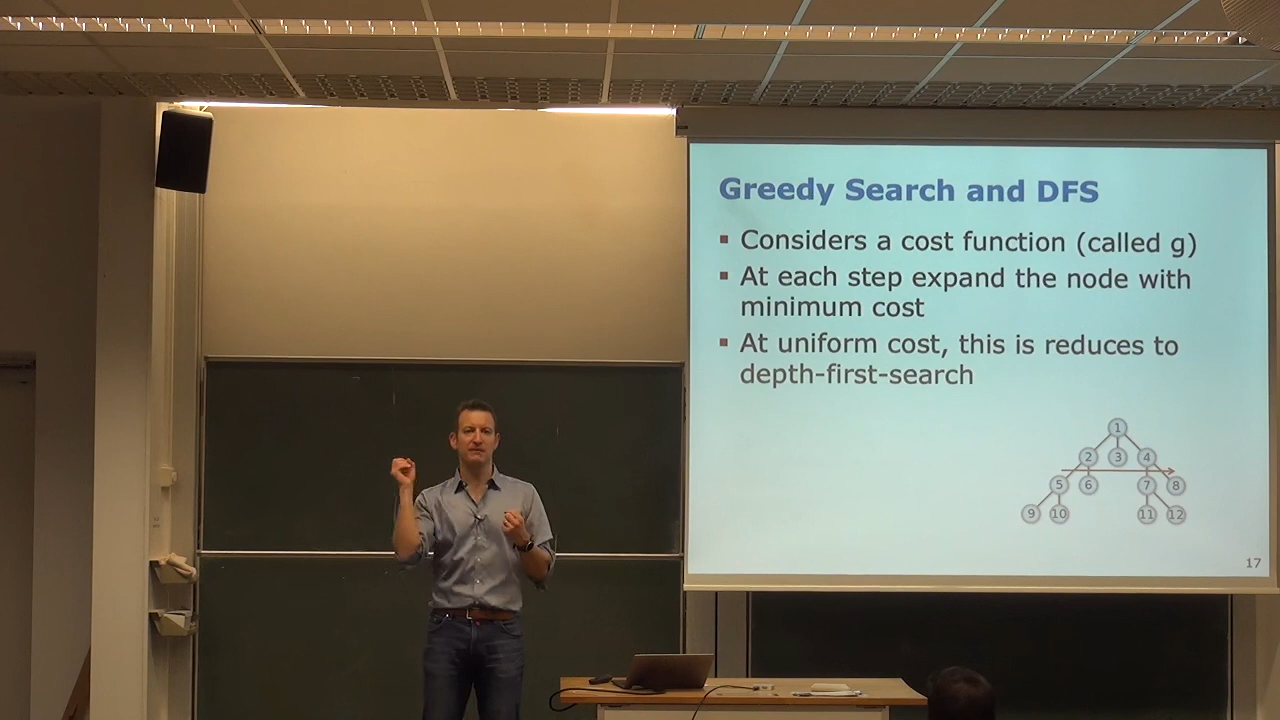 Greedy Search and DFS
▪ Considers a cost function (called g)
▪ At each step expand the node with
minimum cost
▪ At uniform cost, this is reduces to
depth-first-search
1
2 3 4
5 6 7 8
9 10 11 12
17